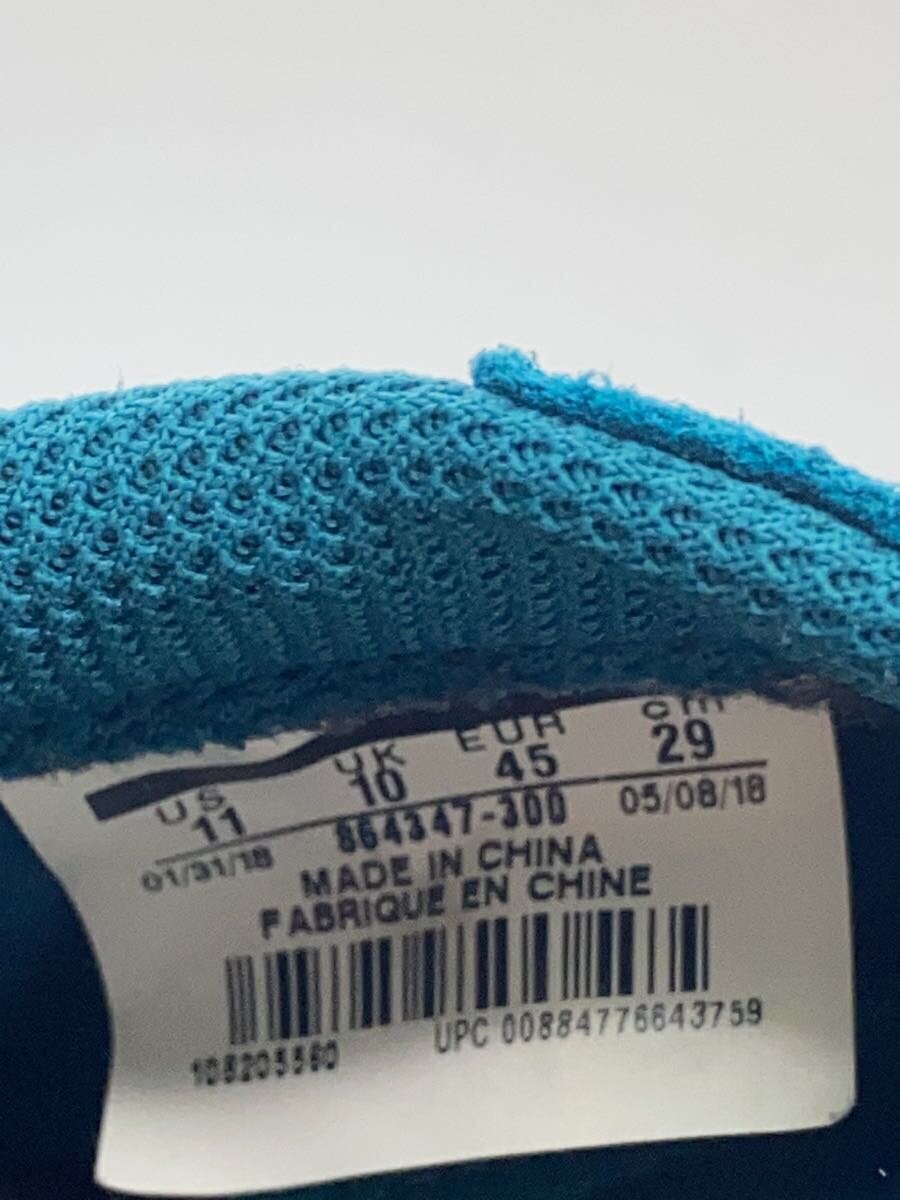 US UK EUR cm
11 10 45 29
01/31/18 864347-300 05/08/18
MADE IN CHINA
FABRIQUE EN CHINE
UPC 00884776643759